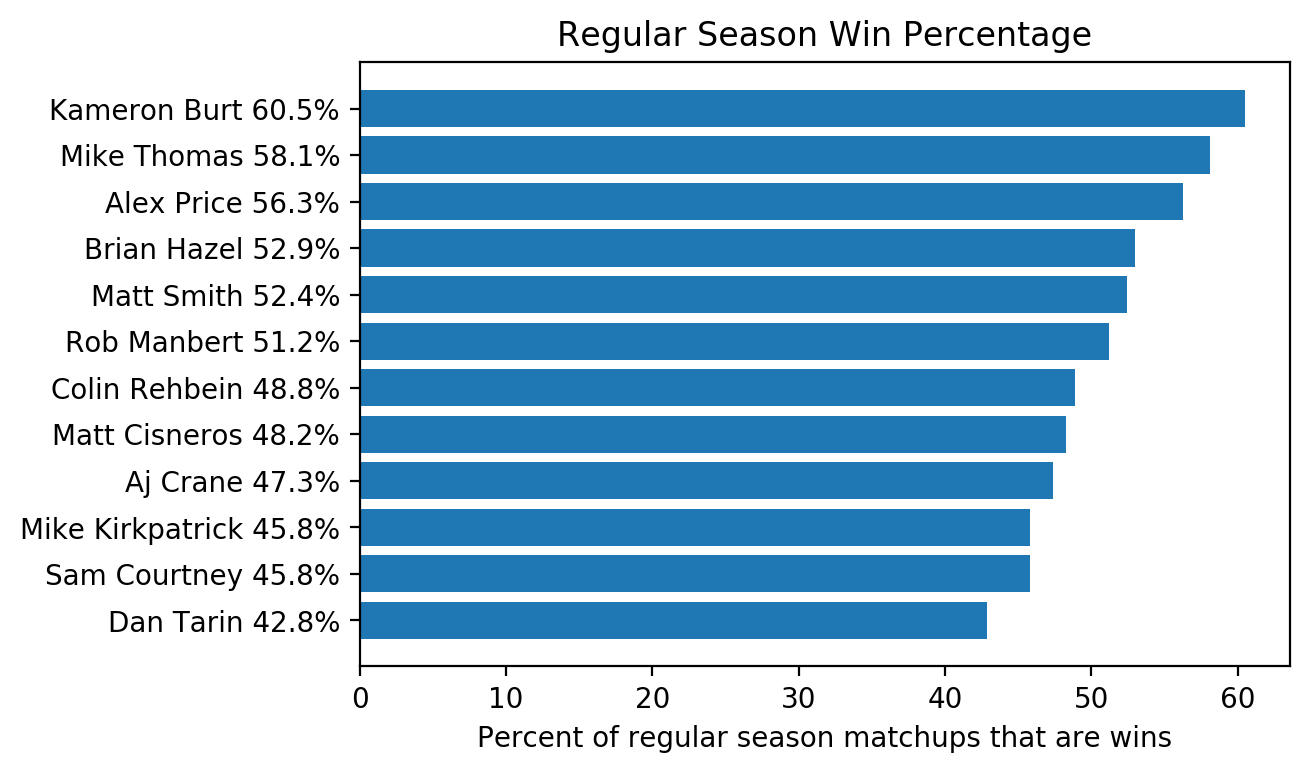 Regular Season Win Percentage
Kameron Burt 60.5%
Mike Thomas 58.1%
Alex Price 56.3%
Brian Hazel 52.9%
Matt Smith 52.4%
Rob Manbert 51.2%
Colin Rehbein 48.8%
Matt Cisneros 48.2%
Aj Crane 47.3%
Mike Kirkpatrick 45.8%
Sam Courtney 45.8%
Dan Tarin 42.8%
0 10 20 30 40 50 60
Percent of regular season matchups that are wins